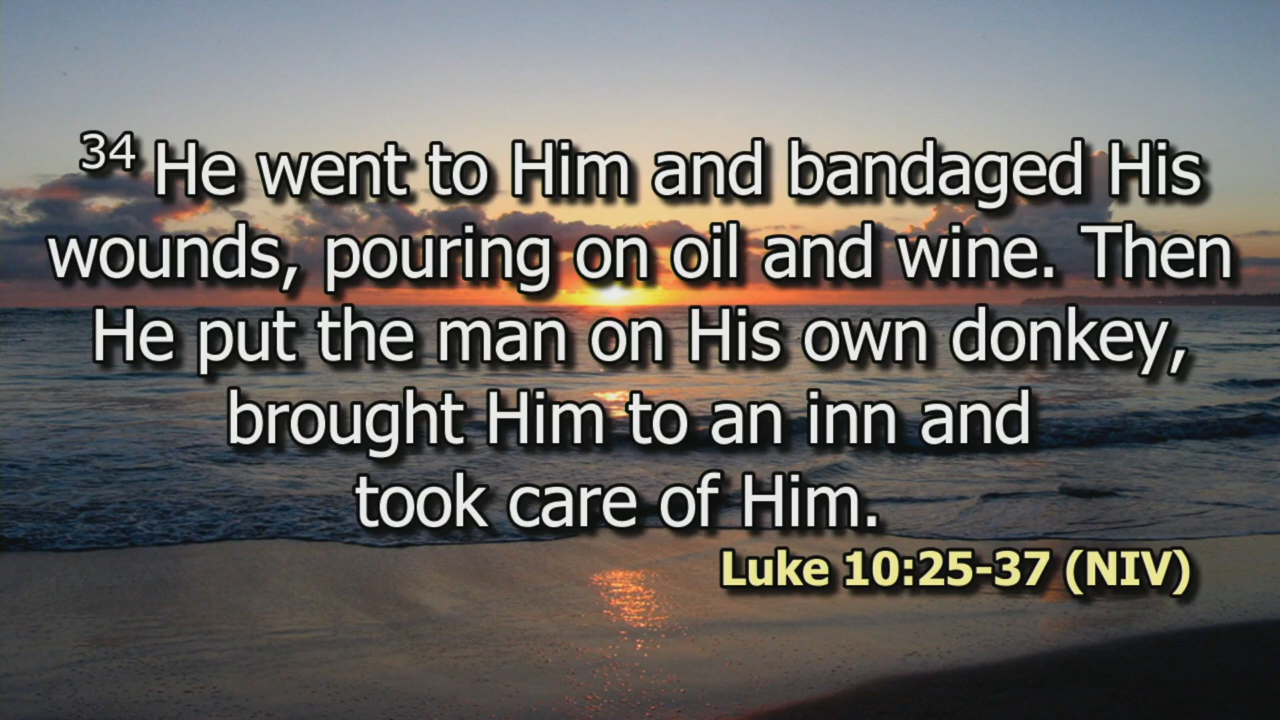 34 He went to Him and bandaged His
wounds, pouring on oil and wine. Then
He put the man on His own donkey,
brought Him to an inn and
took care of Him.
Luke 10:25-37 (NIV)